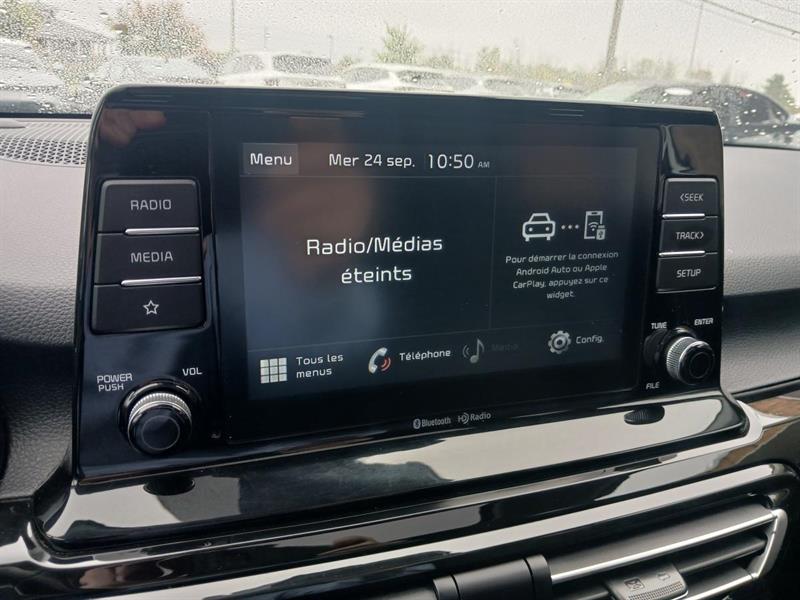 Menu Mer 24 sep. 10:50 AM
RADIO
MEDIA
POWER
PUSH
VOL
Radio/Médias
éteints
Pour démarrer la connexion
Android Auto ou Apple
CarPlay, appuyez sur ce
widget.
Tous les
menus
Téléphone
Média
Config.
<SEEK
TRACK>
SETUP
TUNE
ENTER
FILE
Bluetooth HD Radio